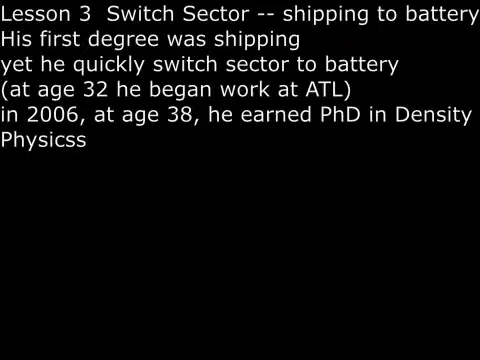 Lesson 3  Switch Sector -- shipping to battery
His first degree was shipping
yet he quickly switch sector to battery
(at age 32 he began work at ATL)
in 2006, at age 38, he earned PhD in Density
Physicss